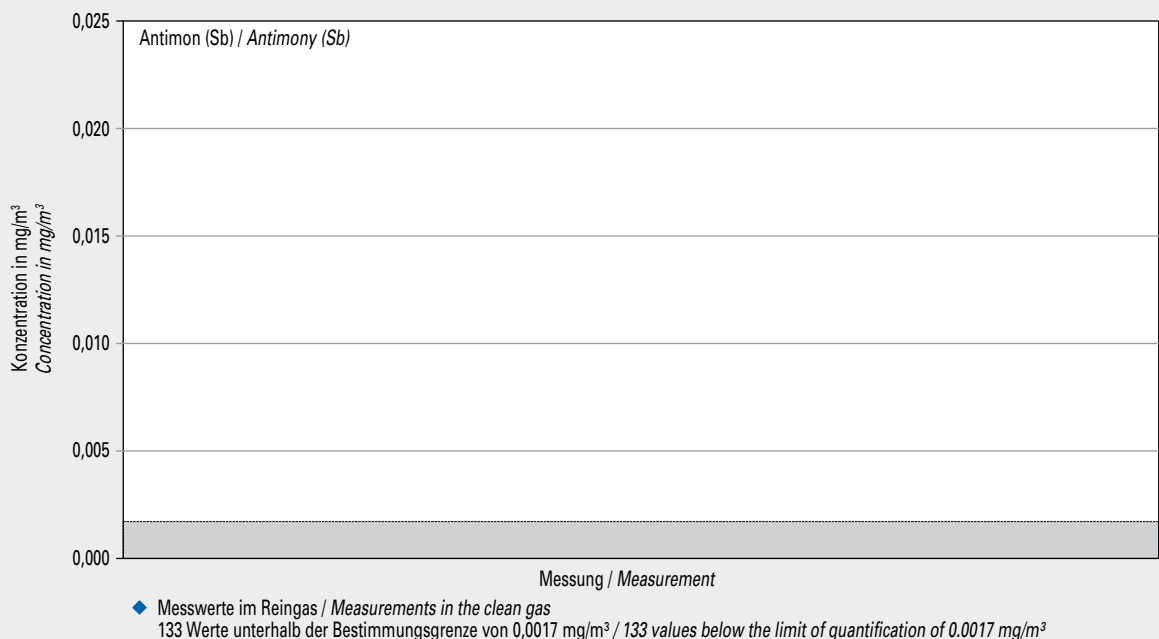 0,025
Antimon (Sb) / Antimony (Sb)
0,020
0,015
0,010
0,005
0,000
Konzentration in mg/m³
Concentration in mg/m³
Messung / Measurement
Messwerte im Reingas / Measurements in the clean gas
133 Werte unterhalb der Bestimmungsgrenze von 0,0017 mg/m³ / 133 values below the limit of quantification of 0.0017 mg/m³